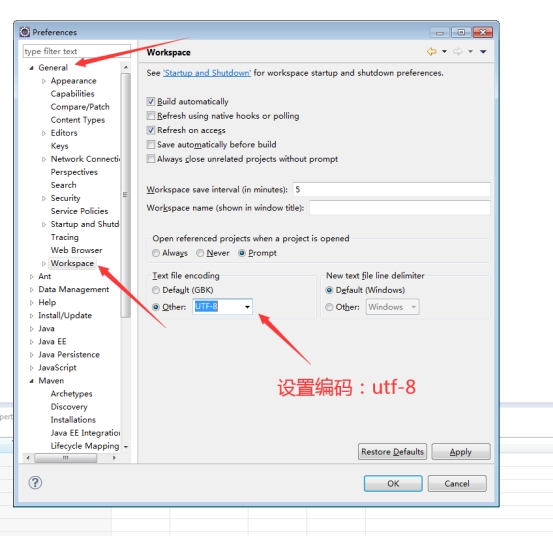 Preferences
type filter text
General
Appearance
Capabilities
Compare/Patch
Content Types
Editors
Keys
Network Connecti
Perspectives
Search
Security
Service Policies
Startup and Shutd
Tracing
Web Browser
Workspace
Ant
Data Management
Help
Install/Update
Java
Java EE
Java Persistence
JavaScript
Maven
Archetypes
Discovery
Installations
Java EE Integration
Lifecycle Mapping
Workspace
See 'Startup and Shutdown' for workspace startup and shutdown preferences.
Build automatically
Refresh using native hooks or polling
Refresh on access
Save automatically before build
Always close unrelated projects without prompt
Workspace save interval (in minutes): 5
Workspace name (shown in window title):
Open referenced projects when a project is opened
Always Never Prompt
Text file encoding
Default (GBK)
Other: UTF-8
New text file line delimiter
Default (Windows)
Other: Windows
设置编码：utf-8
Restore Defaults Apply
OK Cancel
pert